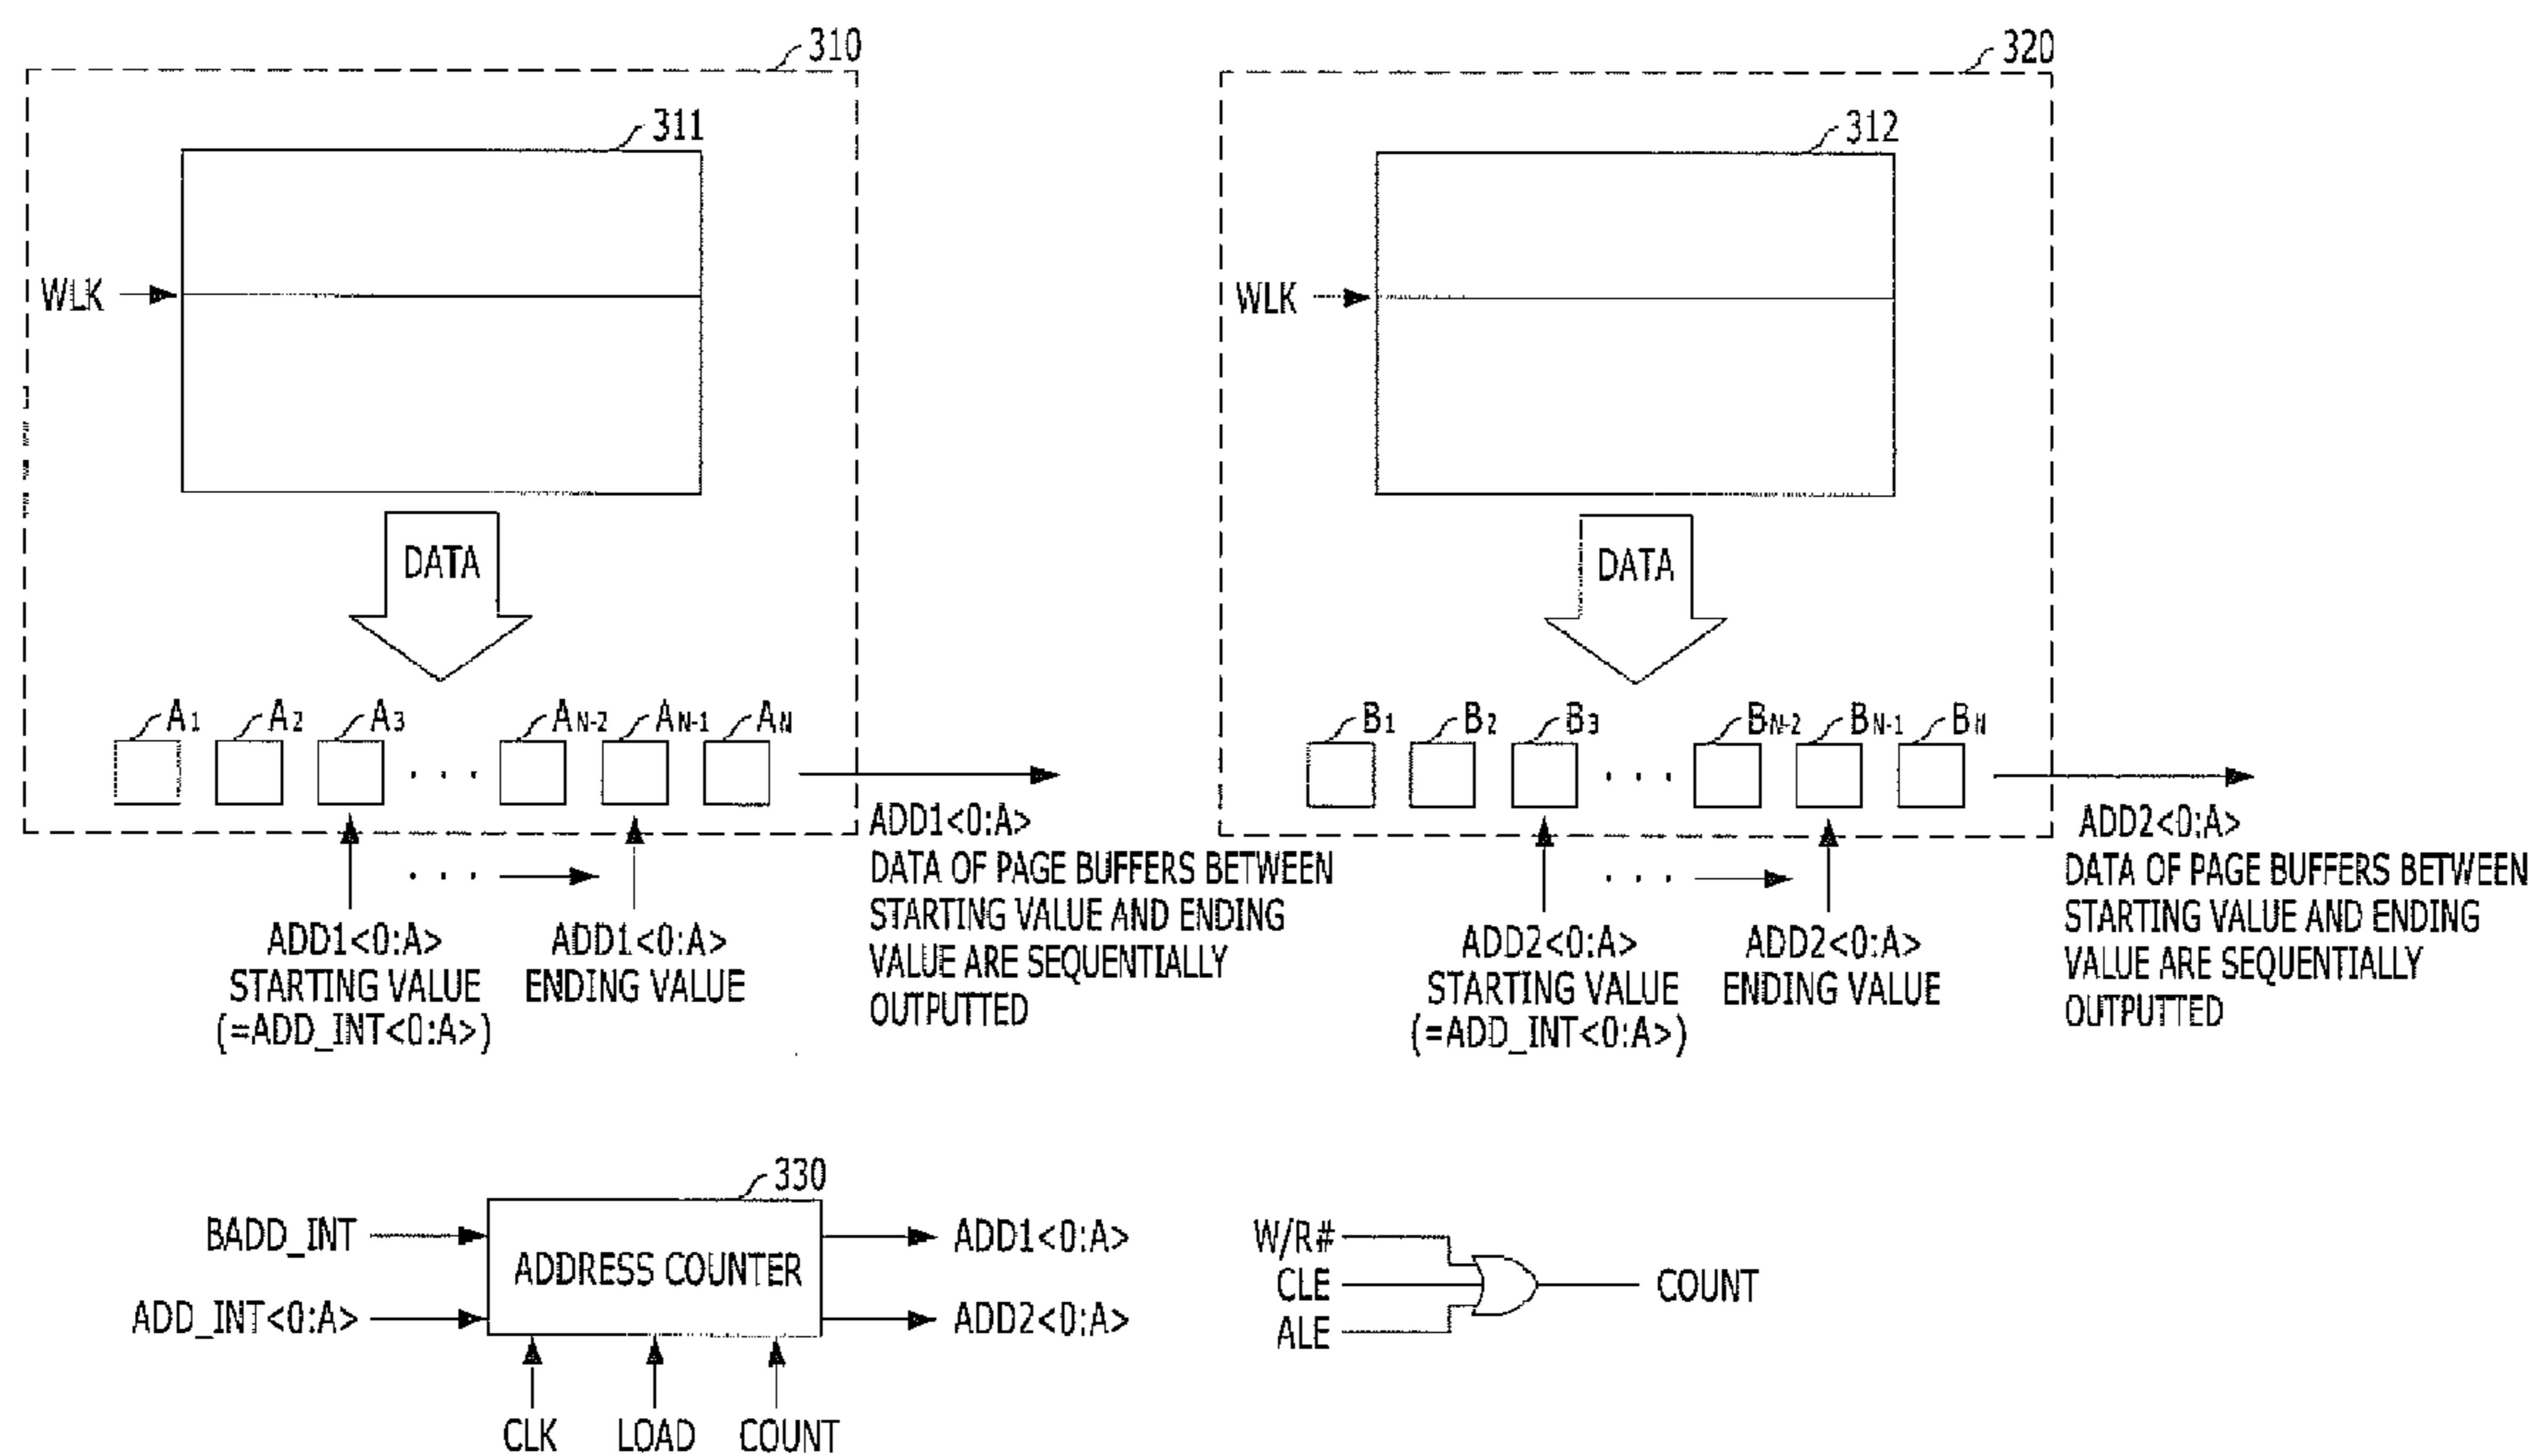 310
320
311
312
WLK
WLK
DATA
DATA
A1 A2 A3 AN-2 AN-1 AN
B1 B2 B3 BN-2 BN-1 BN
. . .
. . .
ADD1<0:A>
DATA OF PAGE BUFFERS BETWEEN
STARTING VALUE AND ENDING
VALUE ARE SEQUENTIALLY
OUTPUTTED
ADD2<0:A>
DATA OF PAGE BUFFERS BETWEEN
STARTING VALUE AND ENDING
VALUE ARE SEQUENTIALLY
OUTPUTTED
. . .
. . .
ADD1<0:A>
STARTING VALUE
(=ADD_INT<0:A>)
ADD1<0:A>
ENDING VALUE
ADD2<0:A>
STARTING VALUE
(=ADD_INT<0:A>)
ADD2<0:A>
ENDING VALUE
330
BADD_INT
ADD_INT<0:A>
ADDRESS COUNTER
ADD1<0:A>
ADD2<0:A>
CLK
LOAD
COUNT
W/R#
CLE
ALE
COUNT